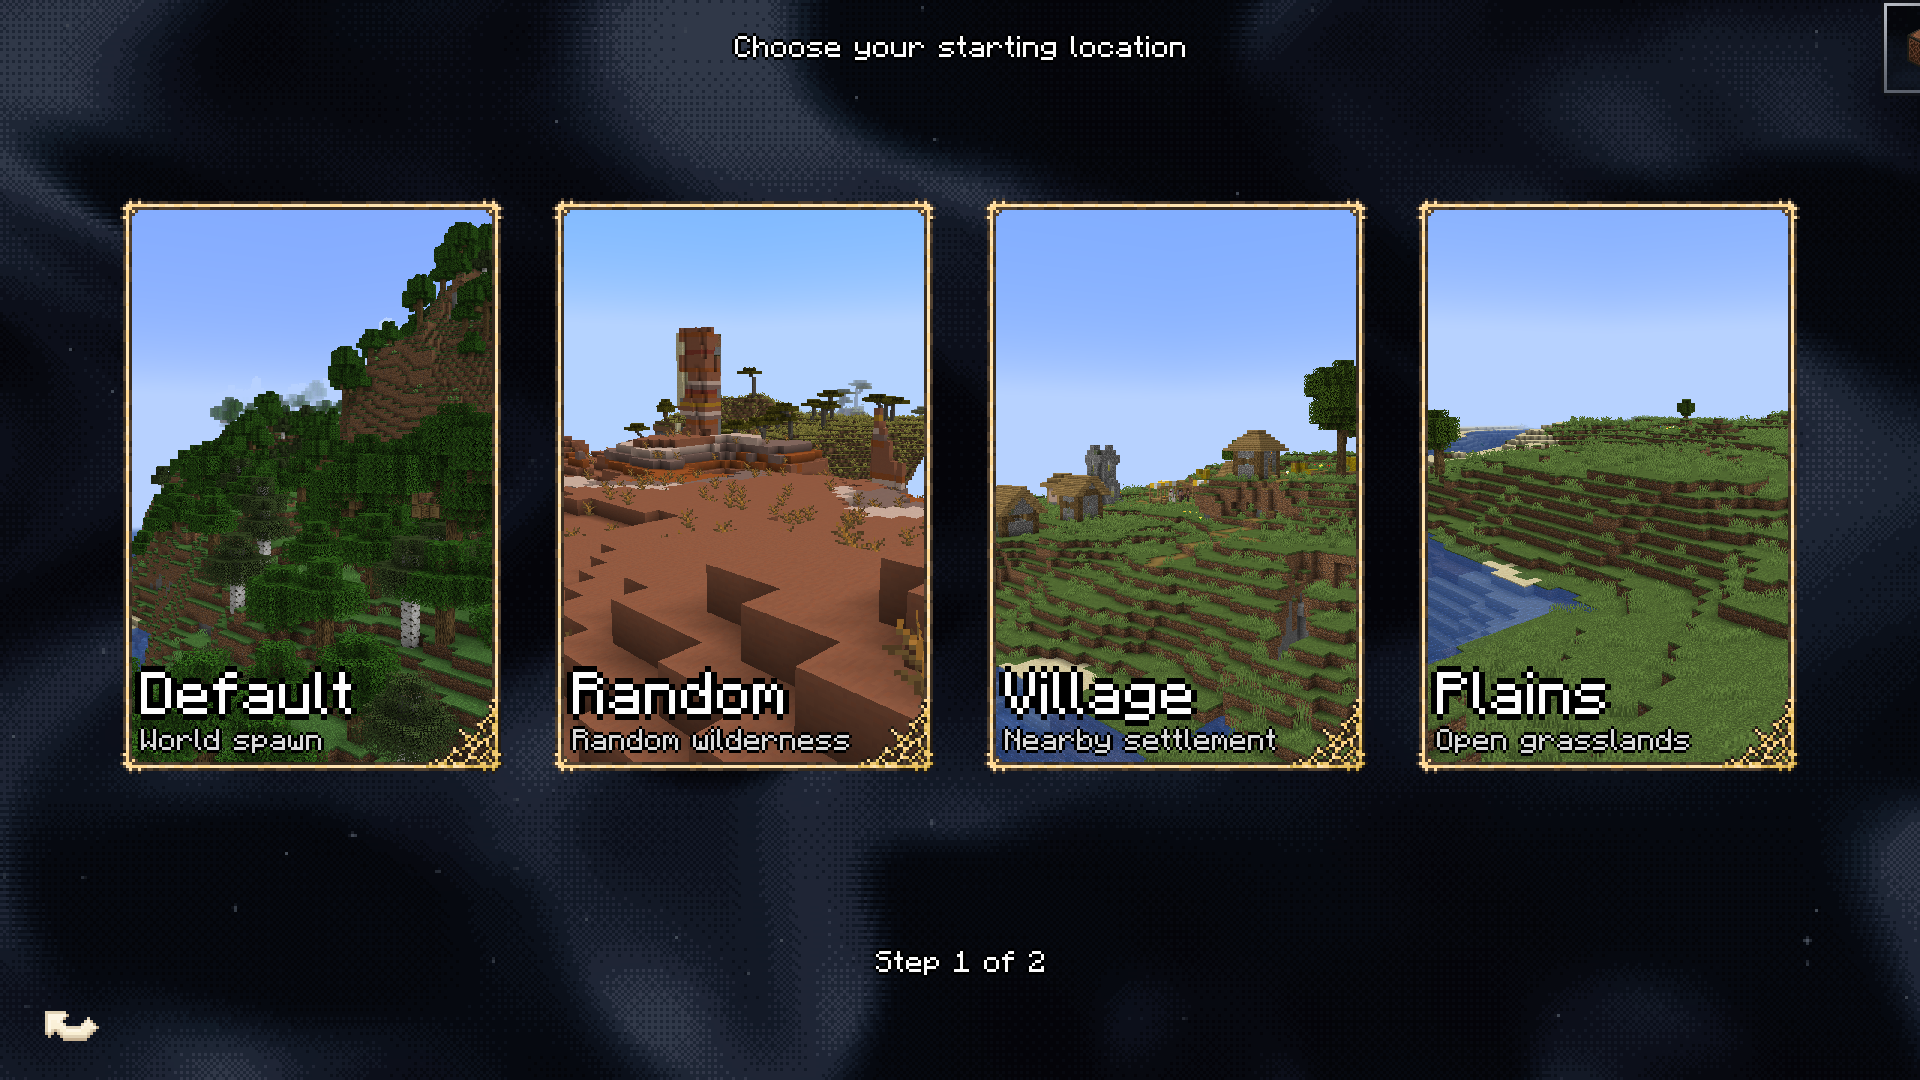 Choose your starting location
Default
World spawn
Random
Random wilderness
Village
Nearby settlement
Plains
Open grasslands
Step 1 of 2